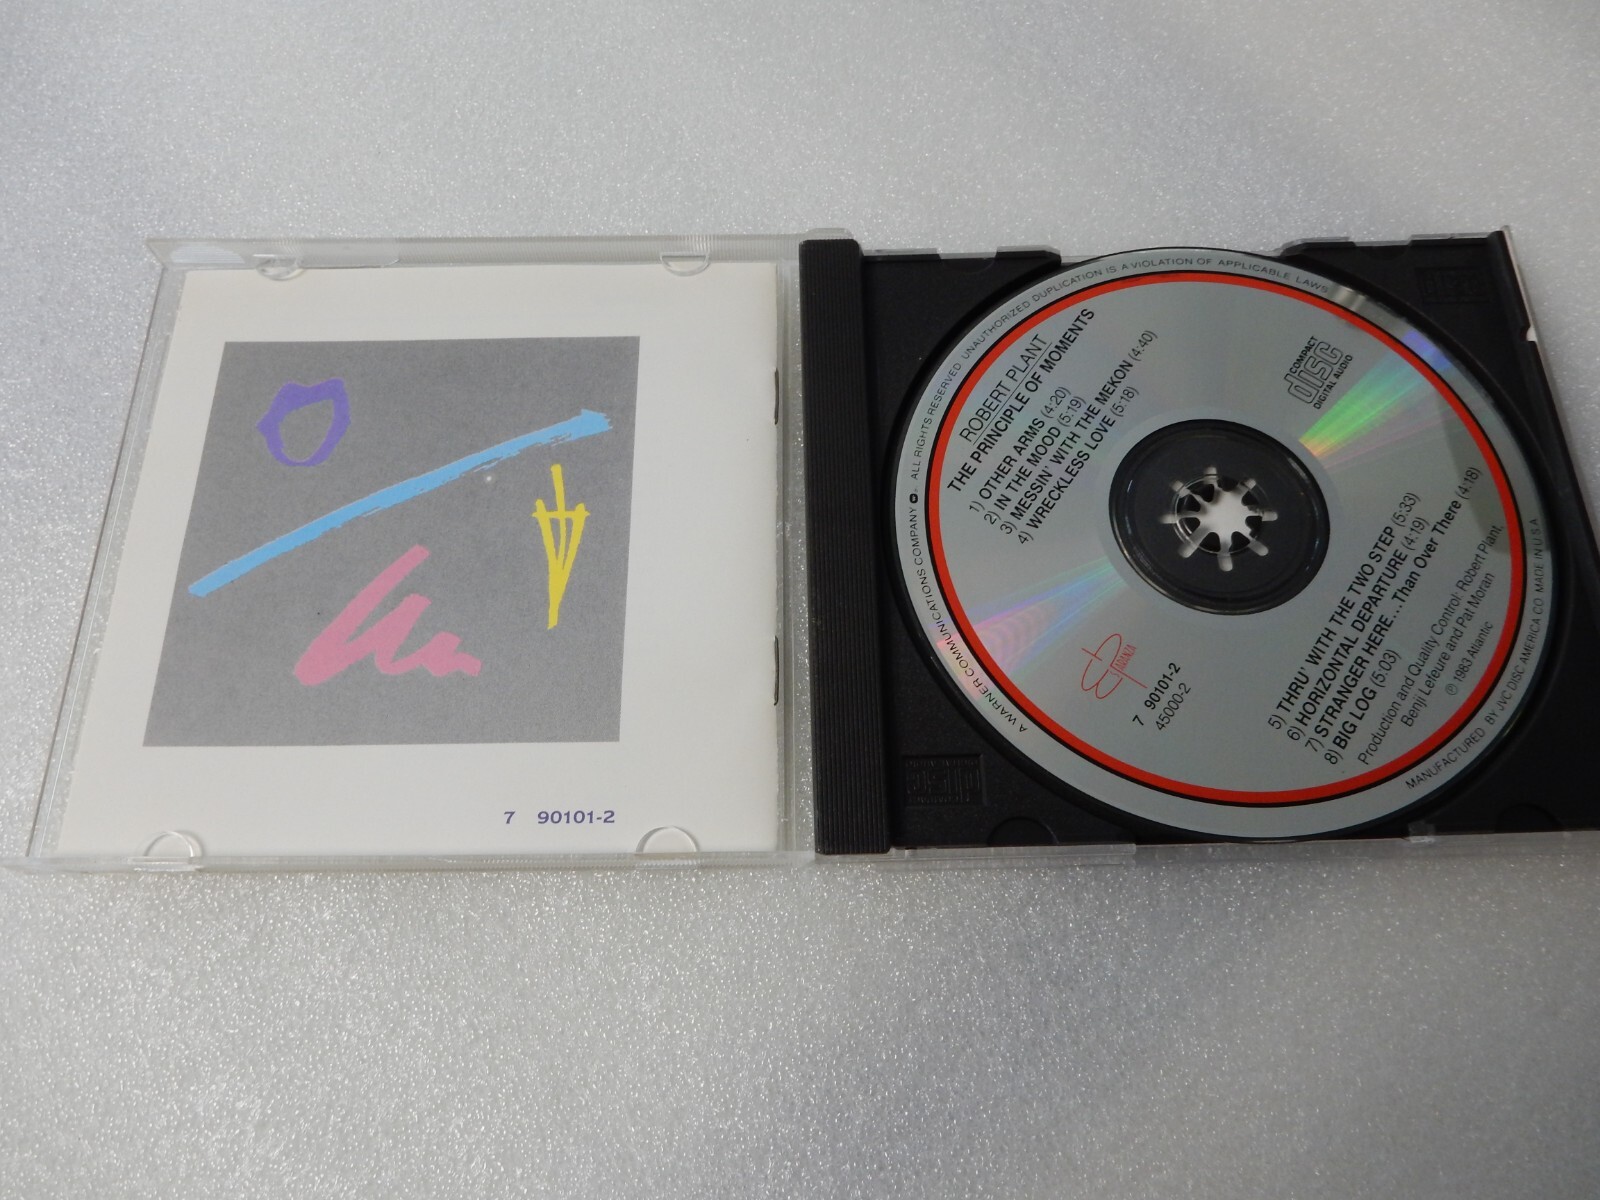 7 90101-2
ALL RIGHTS RESERVED UNAUTHORIZED DUPLICATION IS A VIOLATION OF APPLICABLE LAWS
ROBERT PLANT
THE PRINCIPLE OF MOMENTS
1) OTHER ARMS (4:20)
2) IN THE MOOD (5:19)
3) MESSIN' WITH THE MEKON (4:40)
4) WRECKLESS LOVE (5:18)
COMPACT
disc
DIGITAL AUDIO
ES PARANZA
7 90101-2
45000-2
5) THRU' WITH THE TWO STEP (5:33)
6) HORIZONTAL DEPARTURE (4:19)
7) STRANGER HERE...Than Over There (4:18)
8) BIG LOG (5:03)
Production and Quality Control: Robert Plant,
Benji Lefeure and Pat Moran
℗ 1983 Atlantic
A WARNER COMMUNICATIONS COMPANY
MANUFACTURED BY JVC DISC AMERICA CO. MADE IN U.S.A.